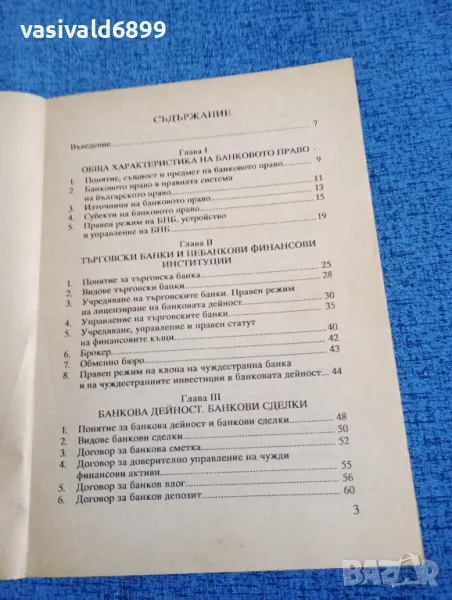 vasivald6899
СЪДЪРЖАНИЕ
Въведение 7
Глава I
ОБЩА ХАРАКТЕРИСТИКА НА БАНКОВОТО ПРАВО
1. Понятие, същност и предмет на банковото право 9
2. Банковото право в правната система
на българското право 11
3. Източници на банковото право 13
4. Субекти на банковото право 15
5. Правен режим на БНБ, устройство
и управление на БНБ 19
Глава II
ТЪРГОВСКИ БАНКИ И НЕБАНКОВИ ФИНАНСОВИ
ИНСТИТУЦИИ
1. Понятие за търговска банка 25
2. Видове търговски банки 28
3. Учредяване на търговските банки. Правен режим
на лицензиране на банковата дейност 30
4. Управление на търговските банки 35
5. Учредяване, управление и правен статут
на финансовите къщи 40
6. Брокер 42
7. Обменно бюро 43
8. Правен режим на клона на чуждестранна банка
и на чуждестранните инвестиции в банковата дейност 44
Глава III
БАНКОВА ДЕЙНОСТ. БАНКОВИ СДЕЛКИ
1. Понятие за банкова дейност и банкови сделки 48
2. Видове банкови сделки 50
3. Договор за банкова сметка 52
4. Договор за доверително управление на чужди
финансови активи 55
5. Договор за банков влог 56
6. Договор за банков депозит 60
3
BAZAR